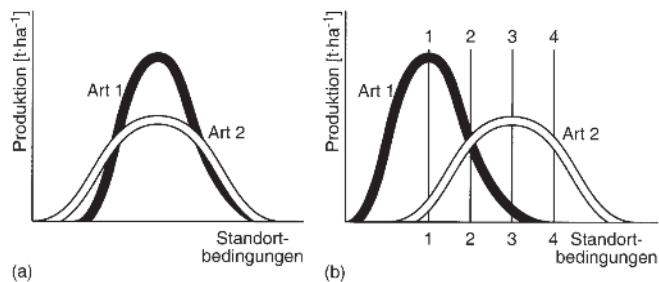 Produktion [t·ha⁻¹]
Art 1
Art 2
Standort-
bedingungen
(a)
Produktion [t·ha⁻¹]
1 2 3 4
Art 1
Art 2
1 2 3 4
Standort-
bedingungen
(b)